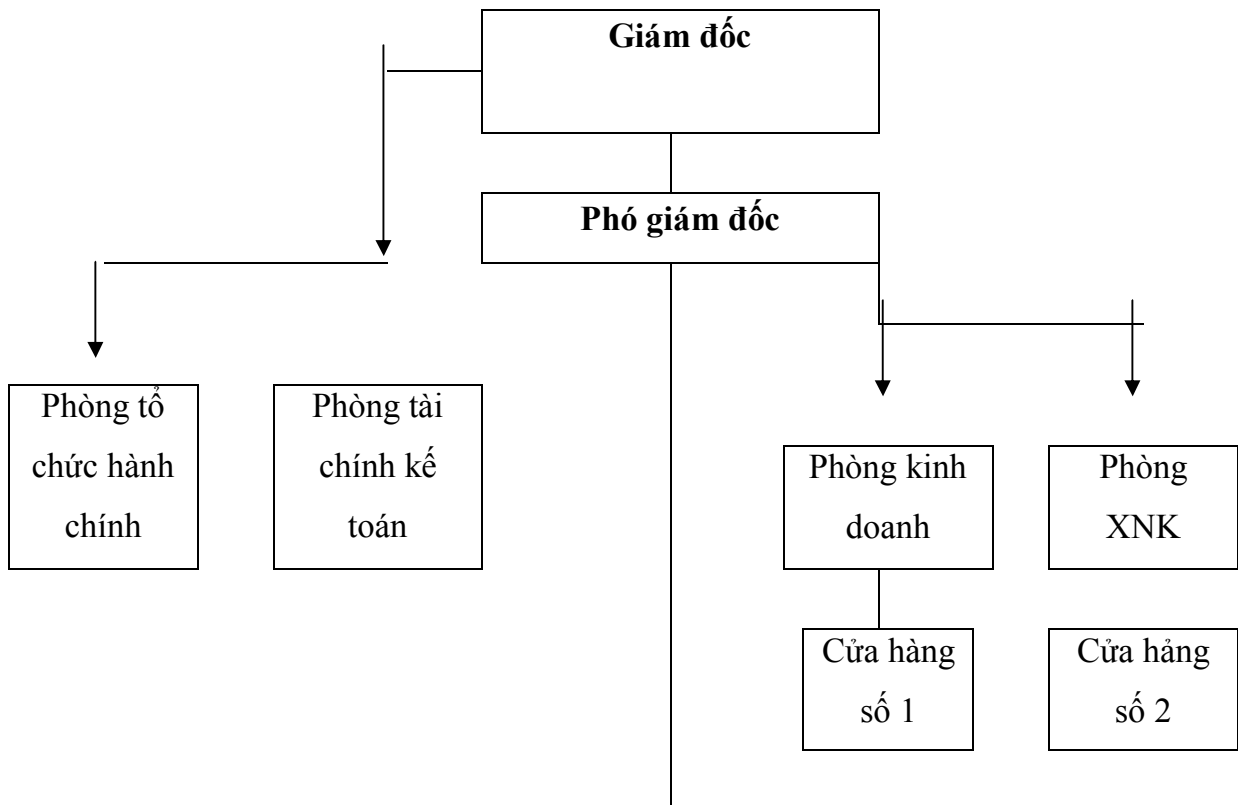 Giám đốc
Phó giám đốc
Phòng tổ
chức hành
chính
Phòng tài
chính kế
toán
Phòng kinh
doanh
Phòng
XNK
Cửa hàng
số 1
Cửa hảng
số 2